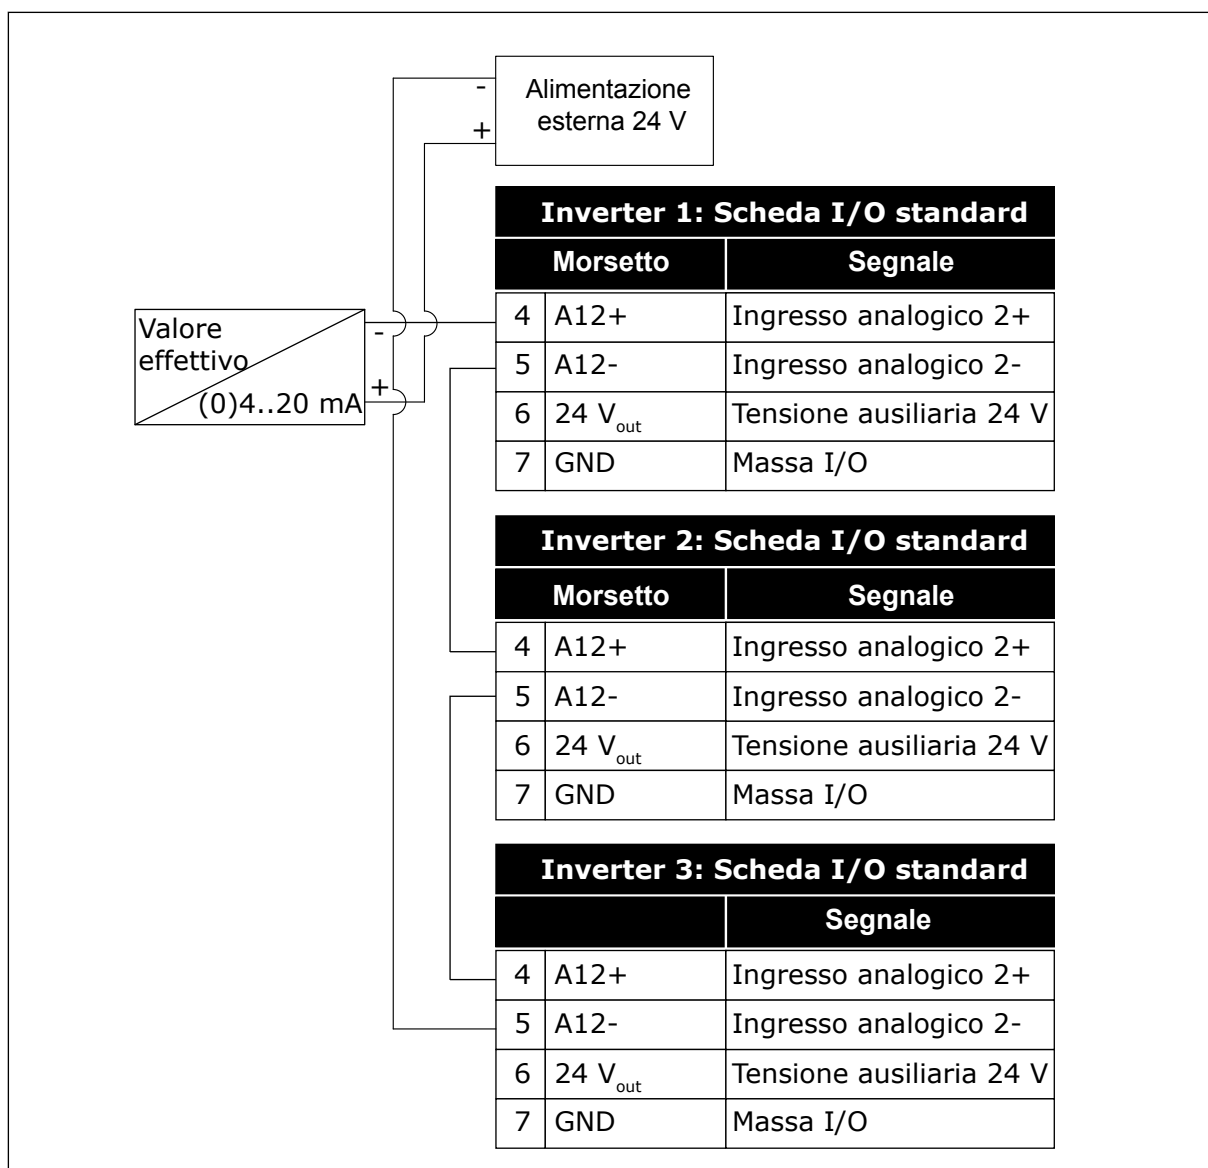 -
Alimentazione
esterna 24 V
+
Inverter 1: Scheda I/O standard
Morsetto Segnale
Valore
effettivo
-
+
(0)4..20 mA
4 A12+ Ingresso analogico 2+
5 A12- Ingresso analogico 2-
6 24 Vout Tensione ausiliaria 24 V
7 GND Massa I/O
Inverter 2: Scheda I/O standard
Morsetto Segnale
4 A12+ Ingresso analogico 2+
5 A12- Ingresso analogico 2-
6 24 Vout Tensione ausiliaria 24 V
7 GND Massa I/O
Inverter 3: Scheda I/O standard
Segnale
4 A12+ Ingresso analogico 2+
5 A12- Ingresso analogico 2-
6 24 Vout Tensione ausiliaria 24 V
7 GND Massa I/O